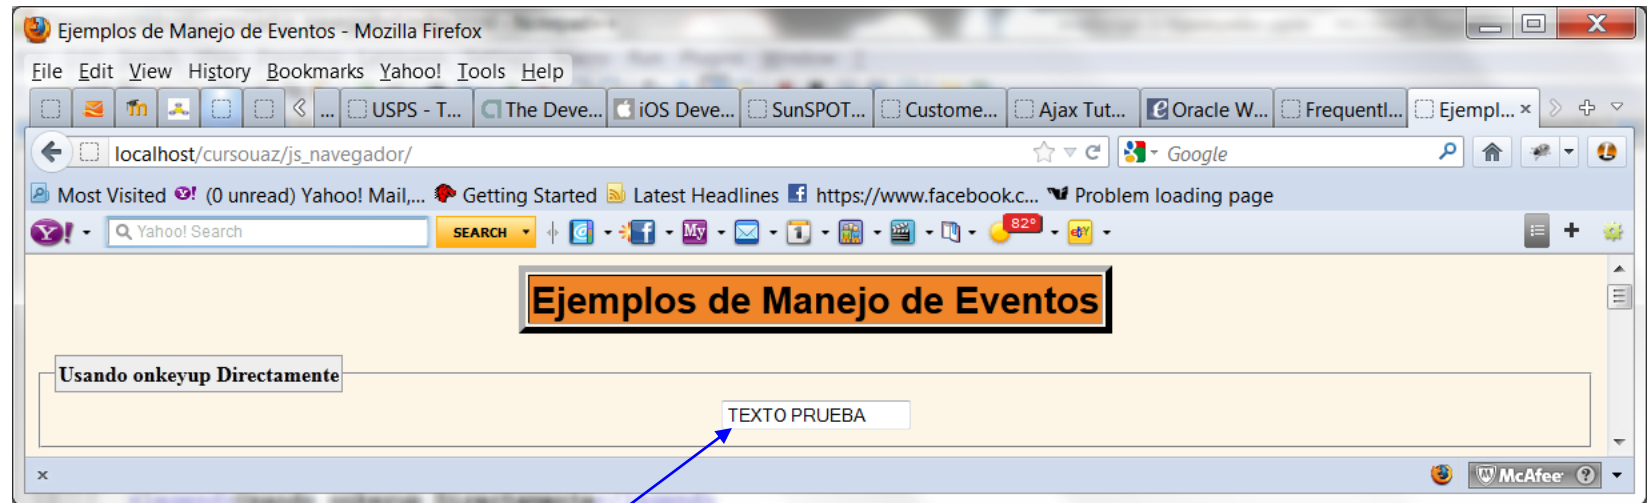 Ejemplos de Manejo de Eventos - Mozilla Firefox
File Edit View History Bookmarks Yahoo! Tools Help
... USPS - T... The Deve... iOS Deve... SunSPOT... Custome... Ajax Tut... Oracle W... Frequentl... Ejempl...
localhost/cursouaz/js_navegador/ Google
Most Visited (0 unread) Yahoo! Mail,... Getting Started Latest Headlines https://www.facebook.c... Problem loading page
Y! Yahoo! Search SEARCH My 1 82° ebY
Ejemplos de Manejo de Eventos
Usando onkeyup Directamente
TEXTO PRUEBA
x McAfee ?